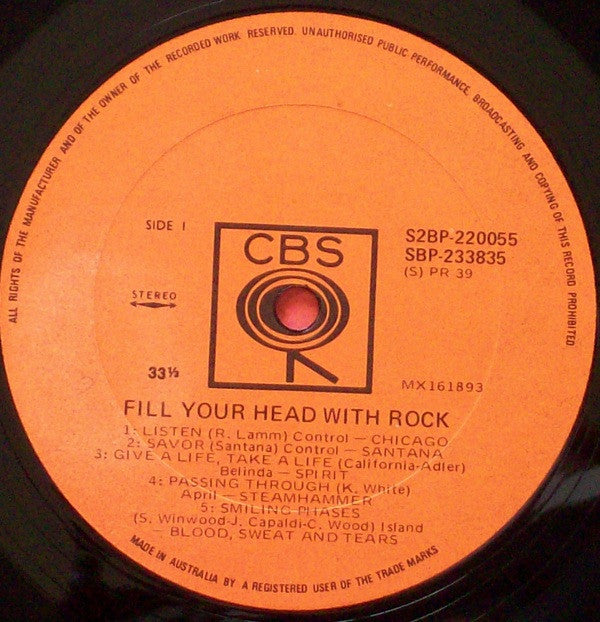 ALL RIGHTS OF THE MANUFACTURER AND OF THE OWNER OF THE RECORDED WORK RESERVED. UNAUTHORISED PUBLIC PERFORMANCE, BROADCASTING AND COPYING OF THIS RECORD PROHIBITED
SIDE 1
CBS
S2BP-220055
SBP-233835
(S) PR 39
STEREO
33⅓
MX161893
FILL YOUR HEAD WITH ROCK
1: LISTEN (R. Lamm) Control – CHICAGO
2: SAVOR (Santana) Control – SANTANA
3: GIVE A LIFE, TAKE A LIFE (California-Adler)
Belinda – SPIRIT
4: PASSING THROUGH (K. White)
April – STEAMHAMMER
5: SMILING PHASES
(S. Winwood-J. Capaldi-C. Wood) Island
– BLOOD, SWEAT AND TEARS
MADE IN AUSTRALIA BY A REGISTERED USER OF THE TRADE MARKS